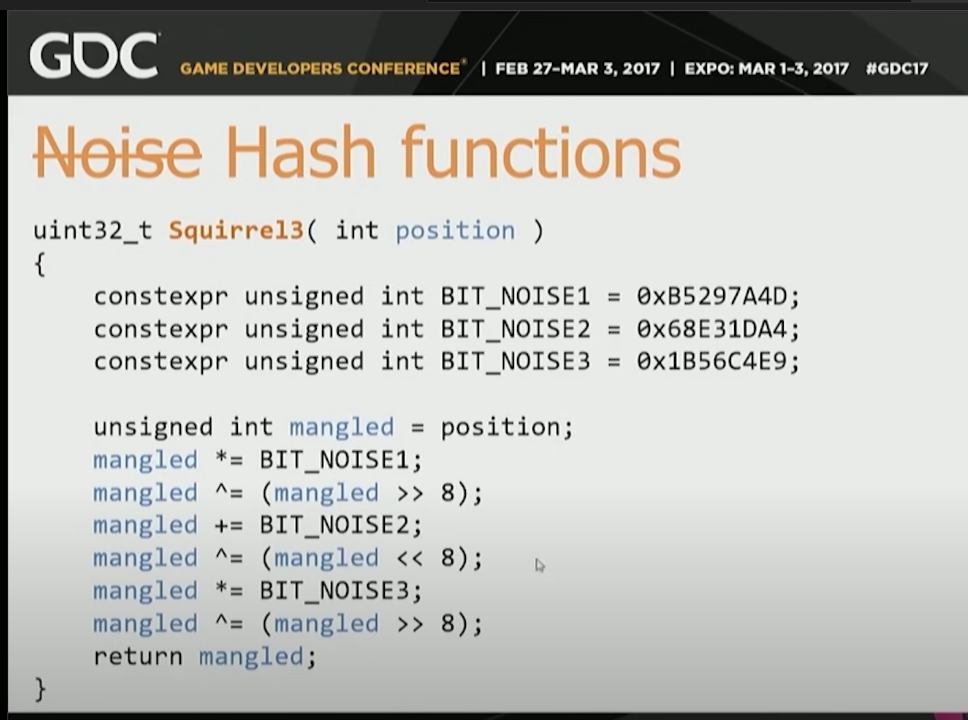 GDC GAME DEVELOPERS CONFERENCE® | FEB 27–MAR 3, 2017 | EXPO: MAR 1–3, 2017 #GDC17
Noise Hash functions
uint32_t Squirrel3( int position )
{
    constexpr unsigned int BIT_NOISE1 = 0xB5297A4D;
    constexpr unsigned int BIT_NOISE2 = 0x68E31DA4;
    constexpr unsigned int BIT_NOISE3 = 0x1B56C4E9;
    unsigned int mangled = position;
    mangled *= BIT_NOISE1;
    mangled ^= (mangled >> 8);
    mangled += BIT_NOISE2;
    mangled ^= (mangled << 8);
    mangled *= BIT_NOISE3;
    mangled ^= (mangled >> 8);
    return mangled;
}